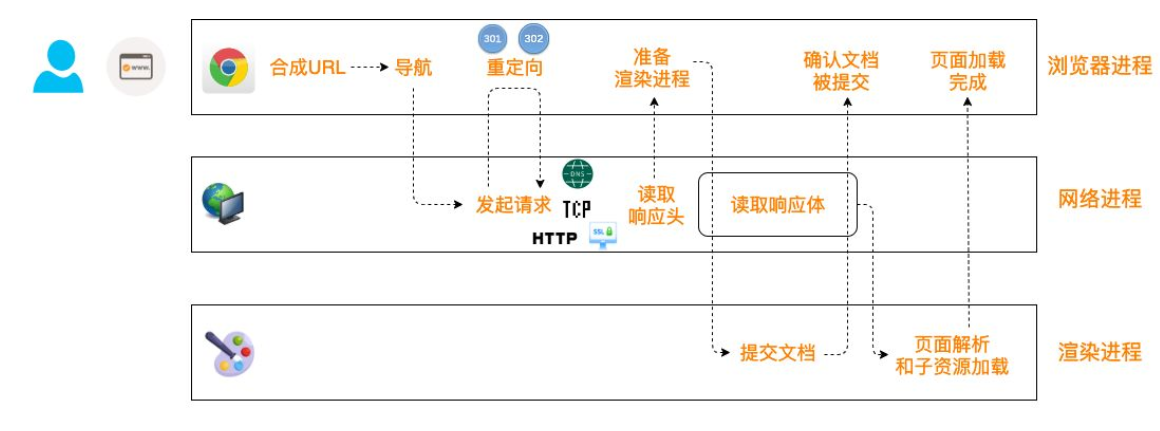 301 302
合成URL
导航
重定向
准备
渲染进程
确认文档
被提交
页面加载
完成
浏览器进程
www.
发起请求
DNS
TCP
HTTP
SSL
读取
响应头
读取响应体
网络进程
提交文档
页面解析
和子资源加载
渲染进程